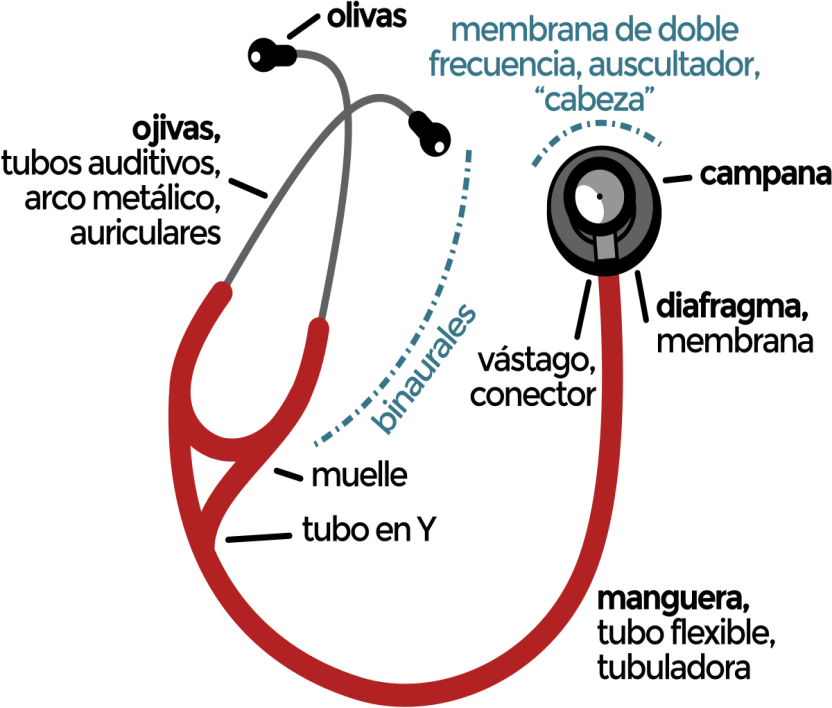 olivas
membrana de doble
frecuencia, auscultador,
“cabeza”
ojivas,
tubos auditivos,
arco metálico,
auriculares
campana
binaurales
diafragma,
membrana
vástago,
conector
muelle
tubo en Y
manguera,
tubo flexible,
tubuladora